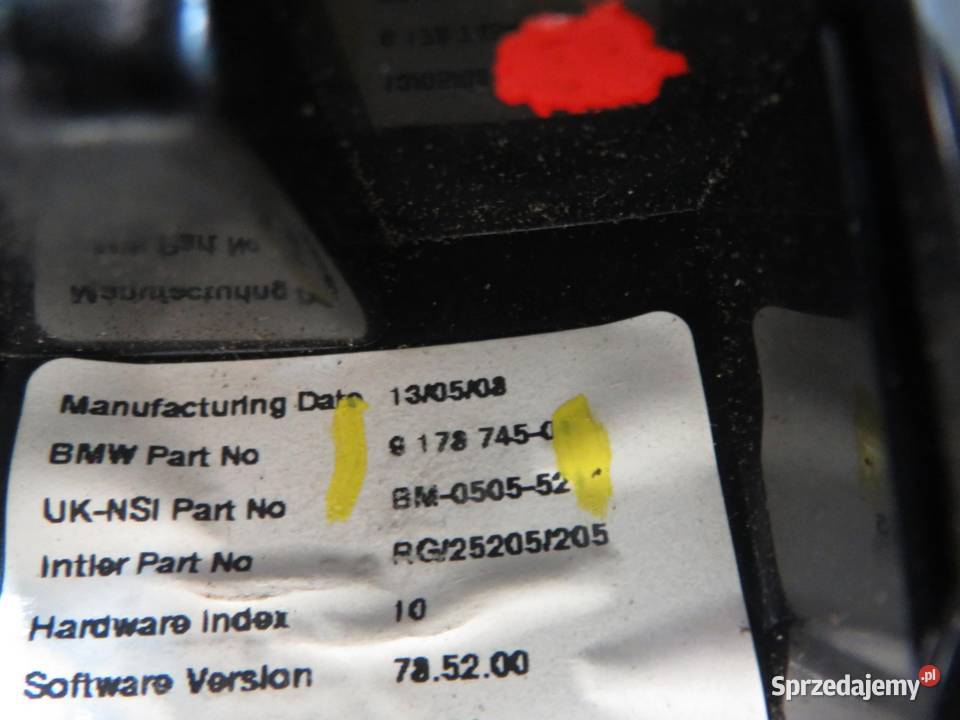 Manufacturing Date 13/05/08
BMW Part No 9 178 745-0
UK-NSI Part No BM-0505-52
Intier Part No RG/25205/205
Hardware Index 10
Software Version 78.52.00
Sprzedajemy.pl